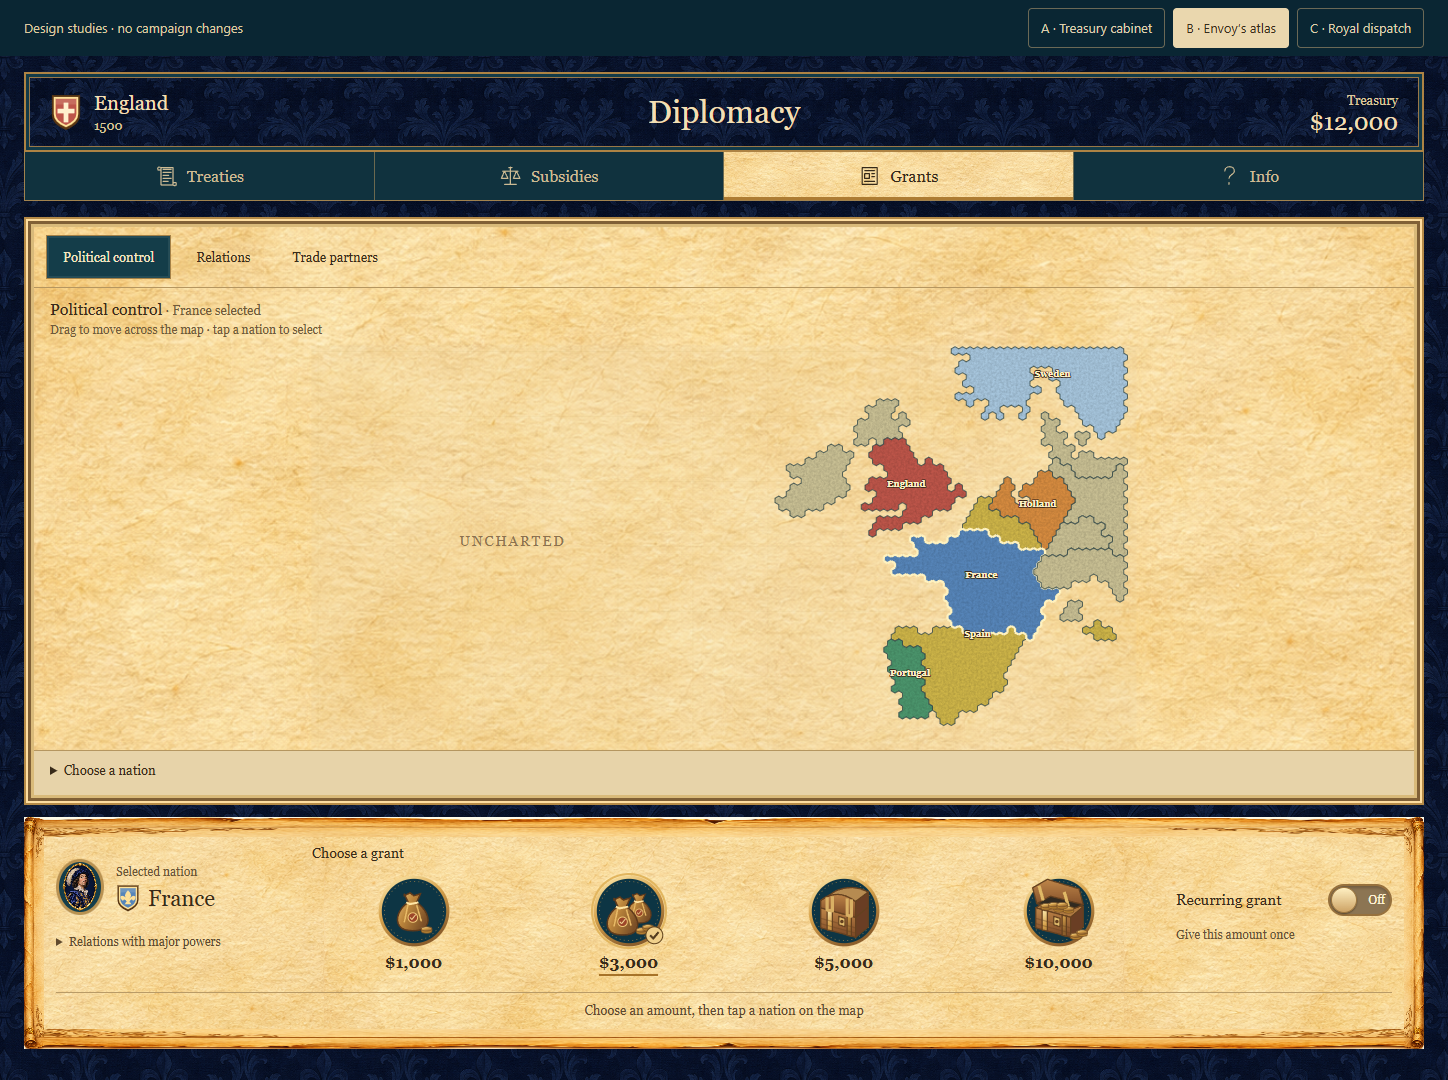 Design studies · no campaign changes
A · Treasury cabinet
B · Envoy's atlas
C · Royal dispatch
England
1500
Diplomacy
Treasury
$12,000
Treaties
Subsidies
Grants
? Info
Political control
Relations
Trade partners
Political control · France selected
Drag to move across the map · tap a nation to select
Sweden
England
Holland
UNCHARTED
France
Spain
Portugal
Choose a nation
Selected nation
France
Relations with major powers
Choose a grant
$1,000
$3,000
$5,000
$10,000
Recurring grant
Off
Give this amount once
Choose an amount, then tap a nation on the map